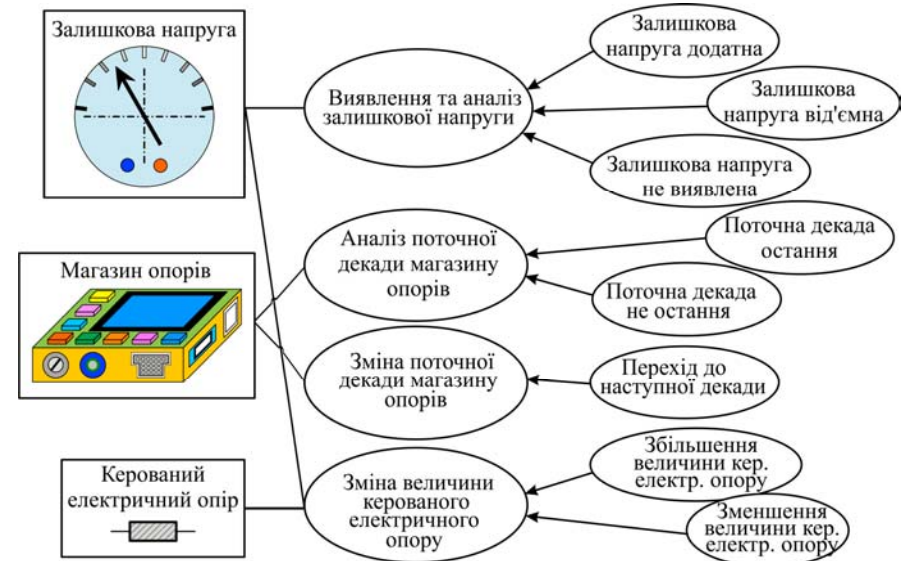 Залишкова напруга
Виявлення та аналіз
залишкової напруги
Залишкова
напруга додатна
Залишкова
напруга від'ємна
Залишкова напруга
не виявлена
Магазин опорів
Аналіз поточної
декади магазину
опорів
Поточна декада
остання
Поточна декада
не остання
Зміна поточної
декади магазину
опорів
Перехід до
наступної декади
Керований
електричний опір
Зміна величини
керованого
електричного
опору
Збільшення
величини кер.
електр. опору
Зменшення
величини кер.
електр. опору